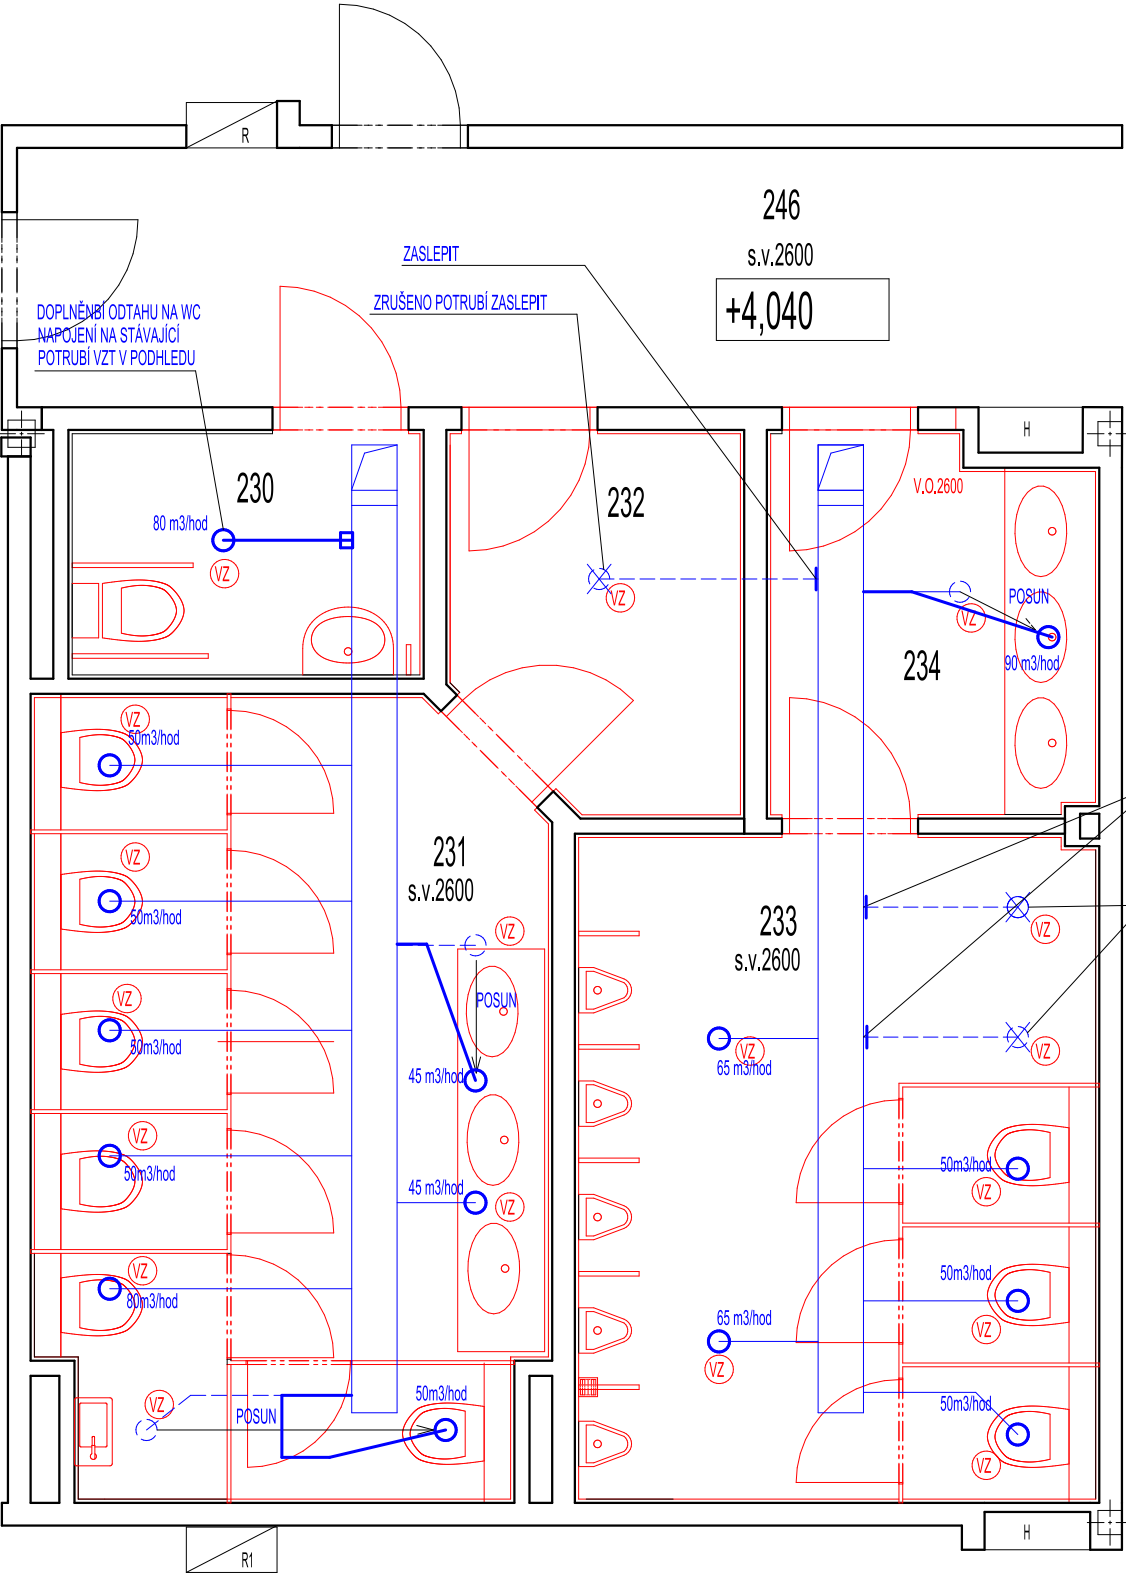 R
246
s.v.2600
+4,040
ZASLEPIT
ZRUŠENO POTRUBÍ ZASLEPIT
DOPLNĚNBÍ ODTAHU NA WC
NAPOJENÍ NA STÁVAJÍCÍ
POTRUBÍ VZT V PODHLEDU
H
230
80 m3/hod
VZ
232
VZ
V.O.2600
POSUN
VZ
90 m3/hod
234
VZ
50m3/hod
VZ
50m3/hod
VZ
50m3/hod
VZ
50m3/hod
VZ
80m3/hod
231
s.v.2600
VZ
POSUN
45 m3/hod
45 m3/hod
VZ
VZ
POSUN
50m3/hod
233
s.v.2600
VZ
VZ
VZ
65 m3/hod
65 m3/hod
VZ
50m3/hod
VZ
50m3/hod
VZ
50m3/hod
VZ
H
R1